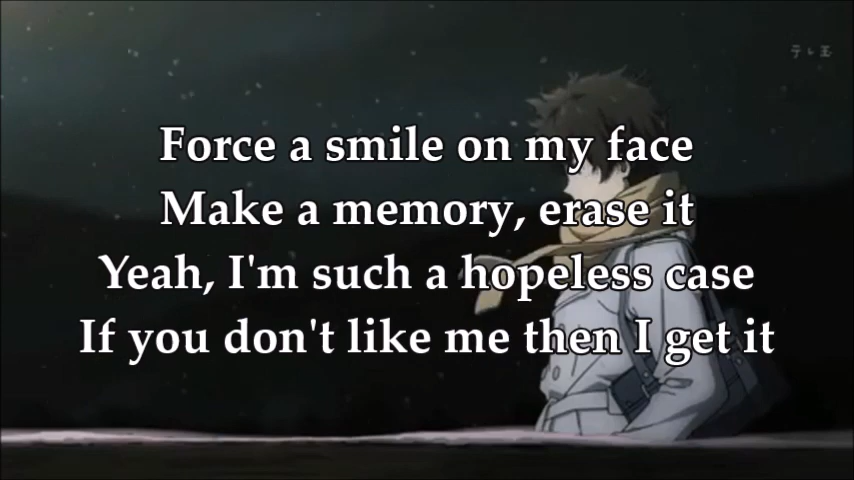 テレ玉
Force a smile on my face
Make a memory, erase it
Yeah, I'm such a hopeless case
If you don't like me then I get it